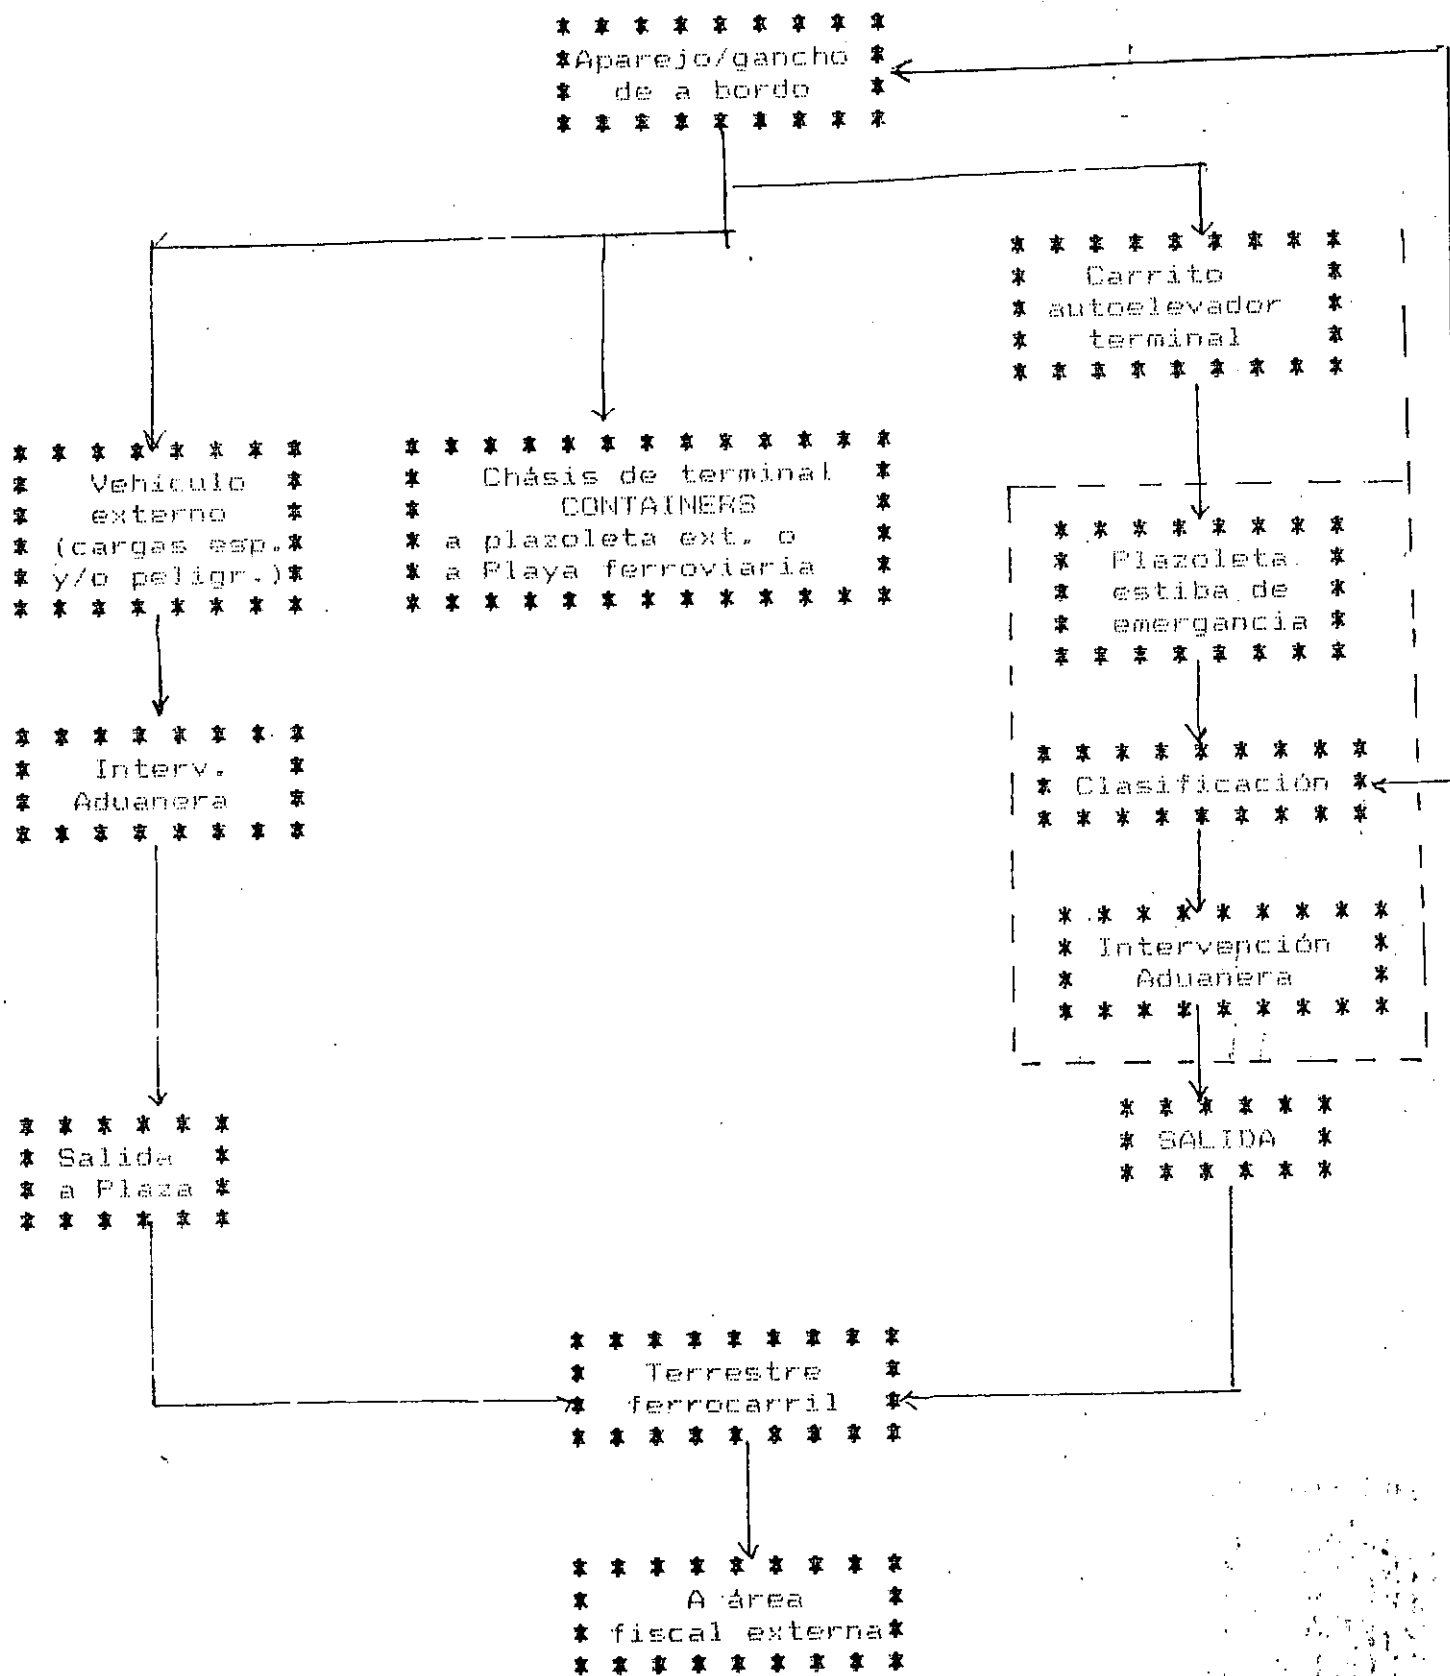 Aparejo/gancho
de a bordo
Carrito
autoelevador
terminal
Vehículo
externo
(cargas esp.
y/o peligr.)
Chásis de terminal
CONTAINERS
a plazoleta ext. o
a Playa ferroviaria
Plazoleta
estiba de
emergancia
Interv.
Aduanera
Clasificación
Intervención
Aduanera
Salida
a Plaza
SALIDA
Terrestre
ferrocarril
A área
fiscal externa